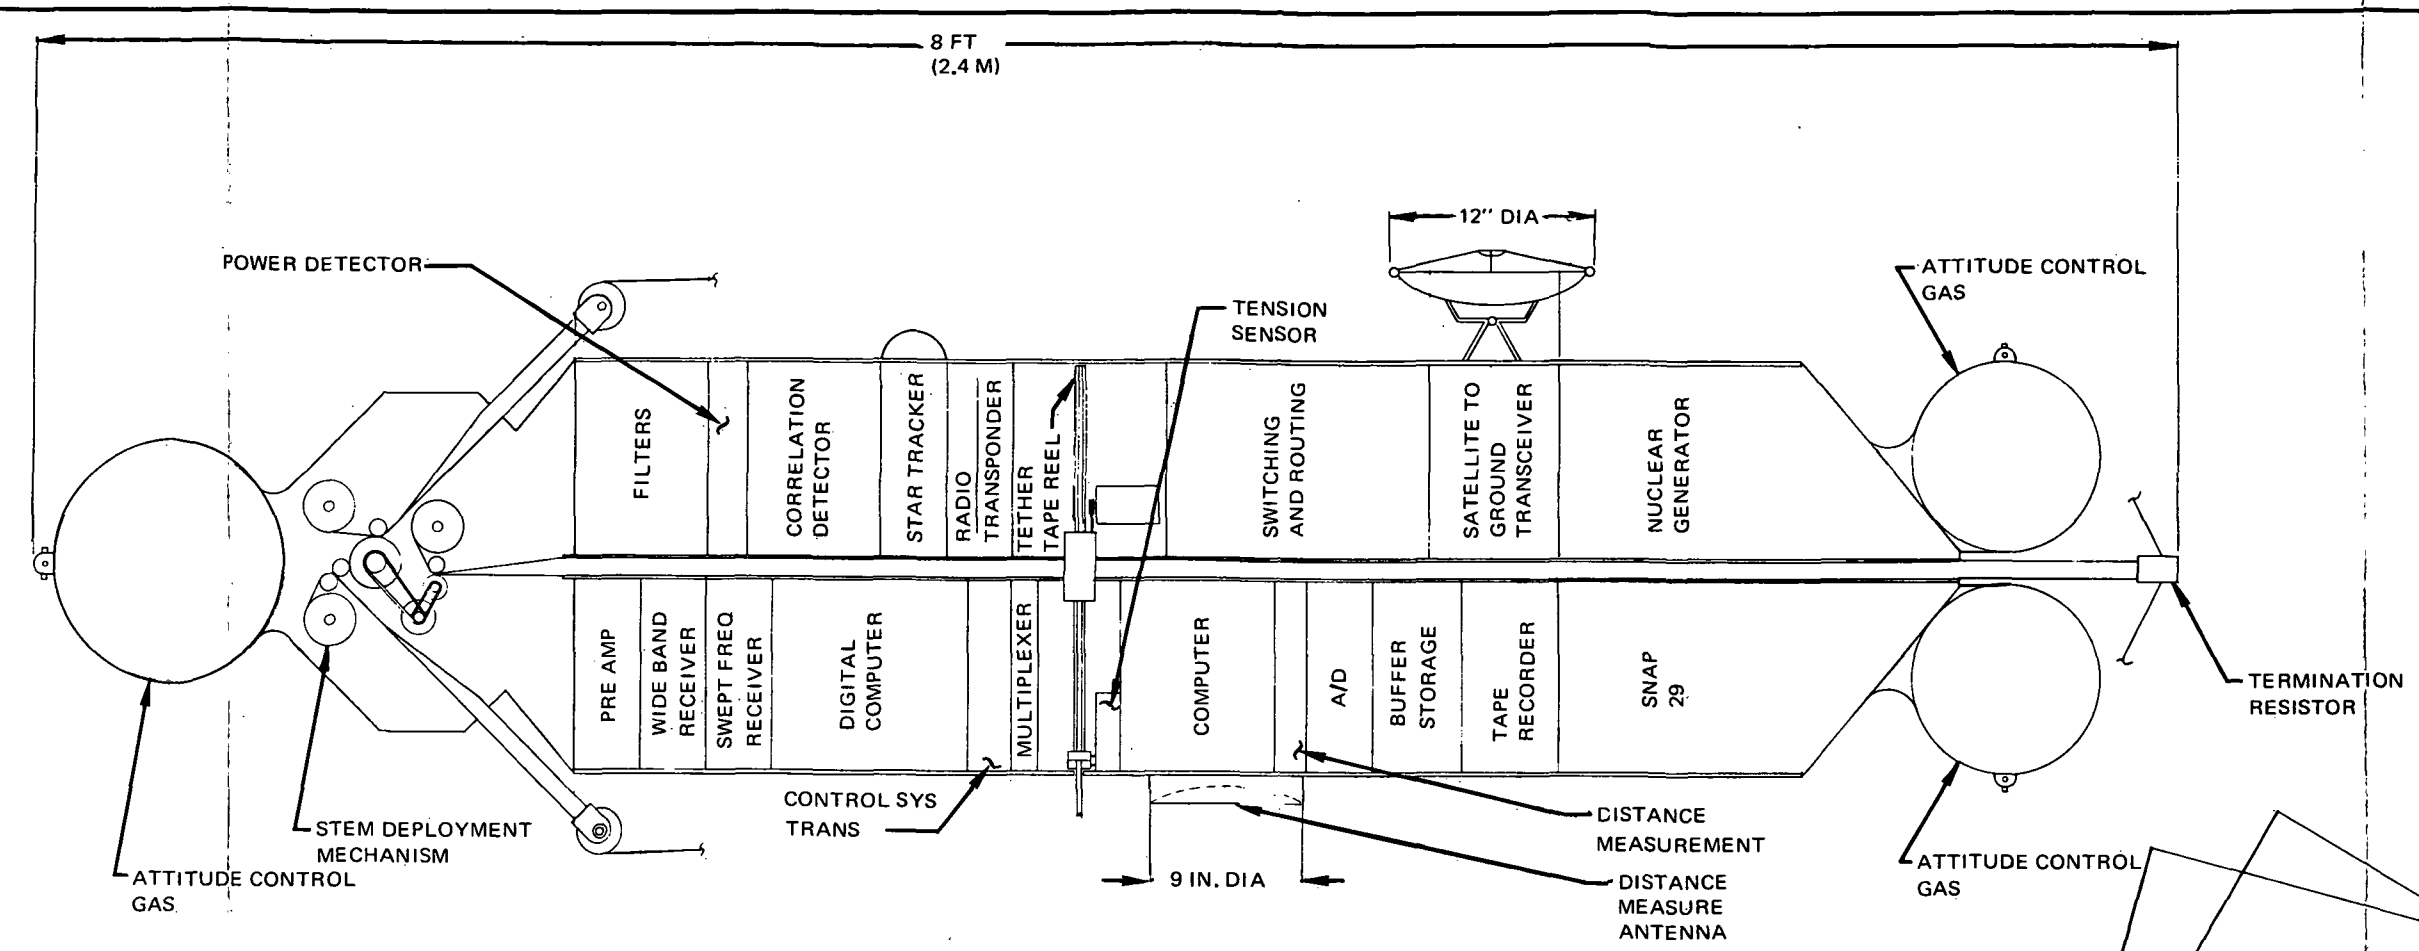 8 FT
(2.4 M)
12" DIA
POWER DETECTOR
TENSION
SENSOR
ATTITUDE CONTROL
GAS
FILTERS
CORRELATION
DETECTOR
STAR TRACKER
RADIO
TRANSPONDER
TETHER
TAPE REEL
SWITCHING
AND ROUTING
SATELLITE TO
GROUND
TRANSCEIVER
NUCLEAR
GENERATOR
PRE AMP
WIDE BAND
RECEIVER
SWEPT FREQ
RECEIVER
DIGITAL
COMPUTER
MULTIPLEXER
COMPUTER
A/D
BUFFER
STORAGE
TAPE
RECORDER
SNAP
29
TERMINATION
RESISTOR
CONTROL SYS
TRANS
STEM DEPLOYMENT
MECHANISM
ATTITUDE CONTROL
GAS
9 IN. DIA
DISTANCE
MEASUREMENT
DISTANCE
MEASURE
ANTENNA
ATTITUDE CONTROL
GAS